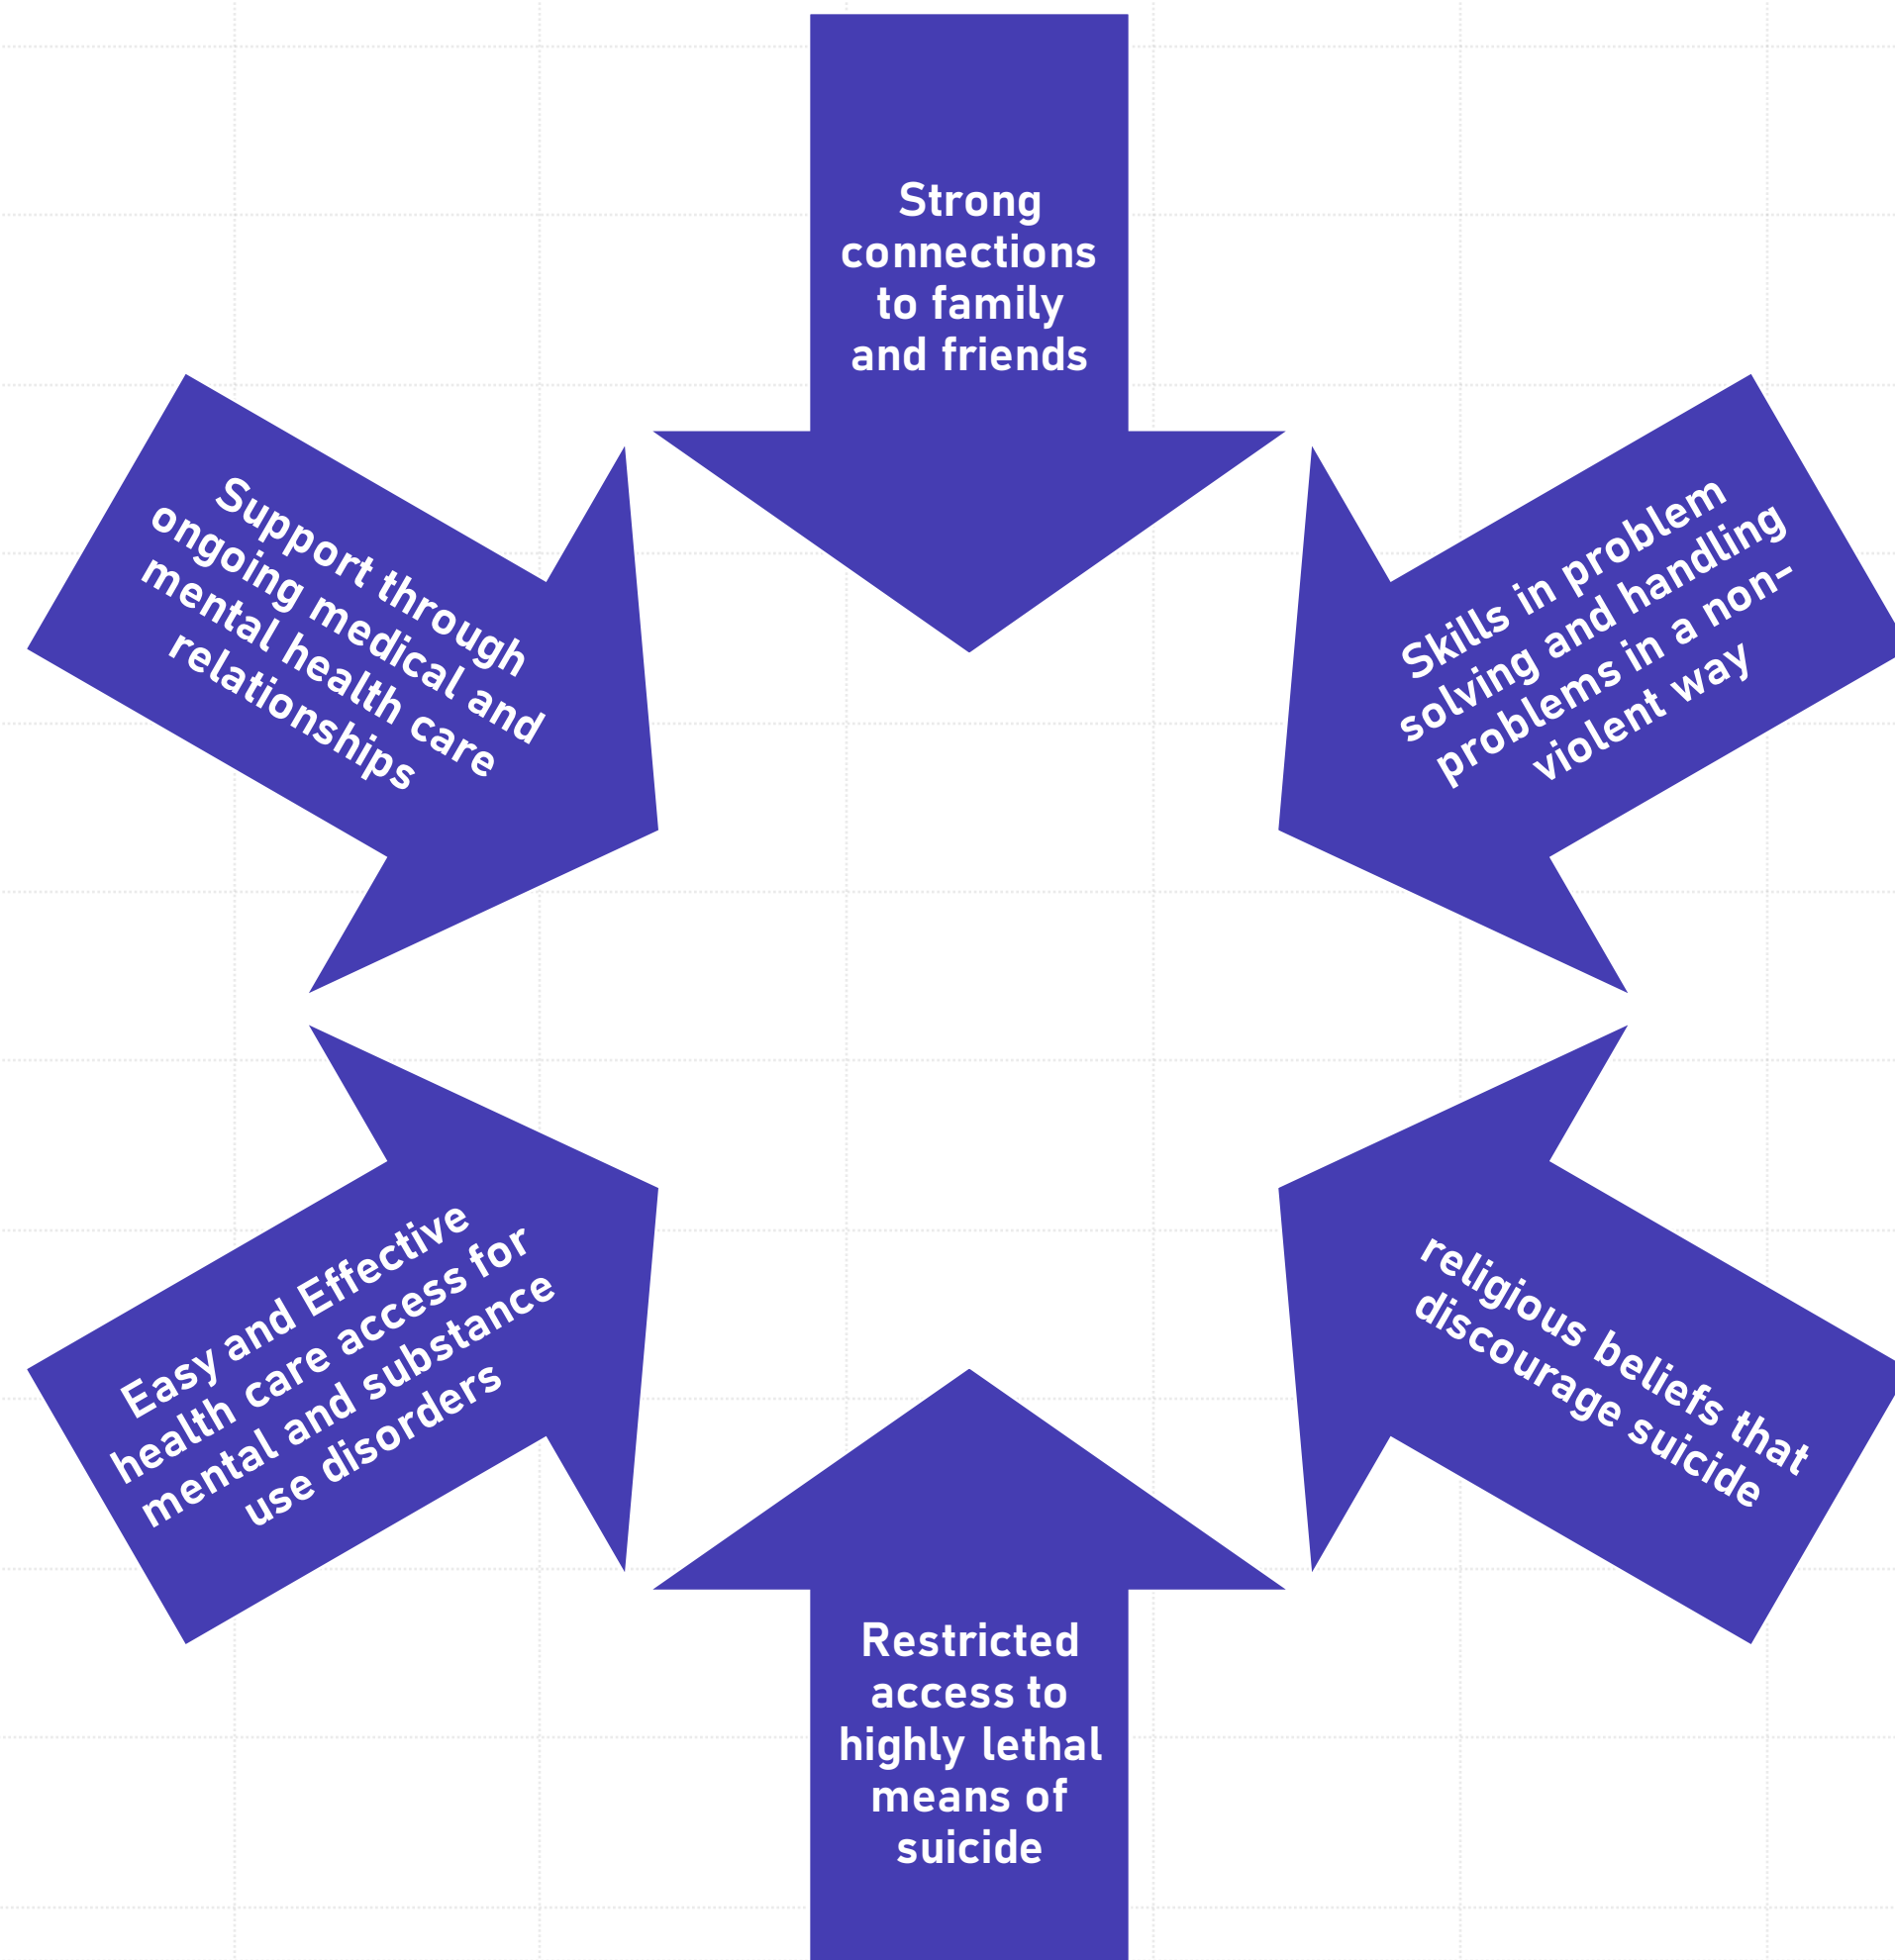 Strong
connections
to family
and friends
Support through
ongoing medical and
mental health care
relationships
Skills in problem
solving and handling
problems in a non-
violent way
Easy and Effective
health care access for
mental and substance
use disorders
religious beliefs that
discourage suicide
Restricted
access to
highly lethal
means of
suicide